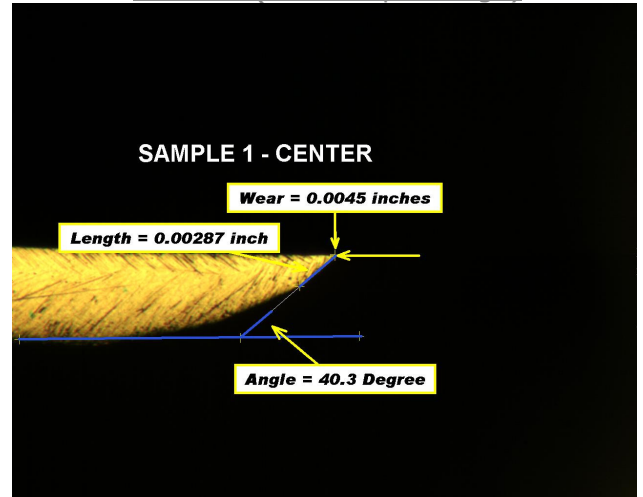 SAMPLE 1 - CENTER
Wear = 0.0045 inches
Length = 0.00287 inch
Angle = 40.3 Degree